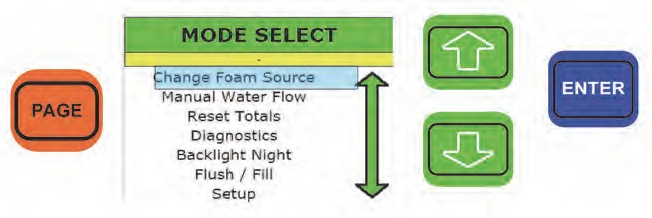 PAGE
MODE SELECT
-
Change Foam Source
Manual Water Flow
Reset Totals
Diagnostics
Backlight Night
Flush / Fill
Setup
ENTER